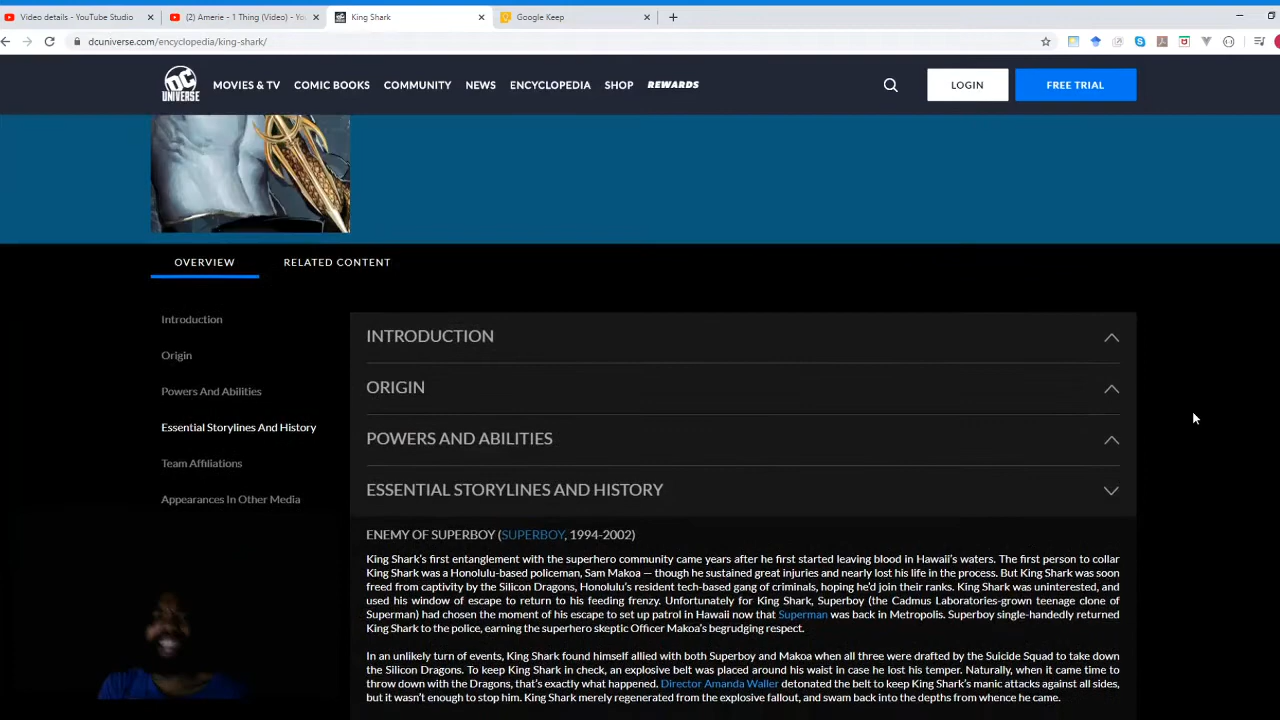 Video details - YouTube Studio
(2) Amerie - 1 Thing (Video) - Yo
King Shark
Google Keep
dcuniverse.com/encyclopedia/king-shark/
DC UNIVERSE
MOVIES & TV
COMIC BOOKS
COMMUNITY
NEWS
ENCYCLOPEDIA
SHOP
REWARDS
LOGIN
FREE TRIAL
OVERVIEW
RELATED CONTENT
Introduction
Origin
Powers And Abilities
Essential Storylines And History
Team Affiliations
Appearances In Other Media
INTRODUCTION
ORIGIN
POWERS AND ABILITIES
ESSENTIAL STORYLINES AND HISTORY
ENEMY OF SUPERBOY (SUPERBOY, 1994-2002)
King Shark's first entanglement with the superhero community came years after he first started leaving blood in Hawaii's waters. The first person to collar
King Shark was a Honolulu-based policeman, Sam Makoa — though he sustained great injuries and nearly lost his life in the process. But King Shark was soon
freed from captivity by the Silicon Dragons, Honolulu's resident tech-based gang of criminals, hoping he'd join their ranks. King Shark was uninterested, and
used his window of escape to return to his feeding frenzy. Unfortunately for King Shark, Superboy (the Cadmus Laboratories-grown teenage clone of
Superman) had chosen the moment of his escape to set up patrol in Hawaii now that Superman was back in Metropolis. Superboy single-handedly returned
King Shark to the police, earning the superhero skeptic Officer Makoa's begrudging respect.
In an unlikely turn of events, King Shark found himself allied with both Superboy and Makoa when all three were drafted by the Suicide Squad to take down
the Silicon Dragons. To keep King Shark in check, an explosive belt was placed around his waist in case he lost his temper. Naturally, when it came time to
throw down with the Dragons, that's exactly what happened. Director Amanda Waller detonated the belt to keep King Shark's manic attacks against all sides,
but it wasn't enough to stop him. King Shark merely regenerated from the explosive fallout, and swam back into the depths from whence he came.